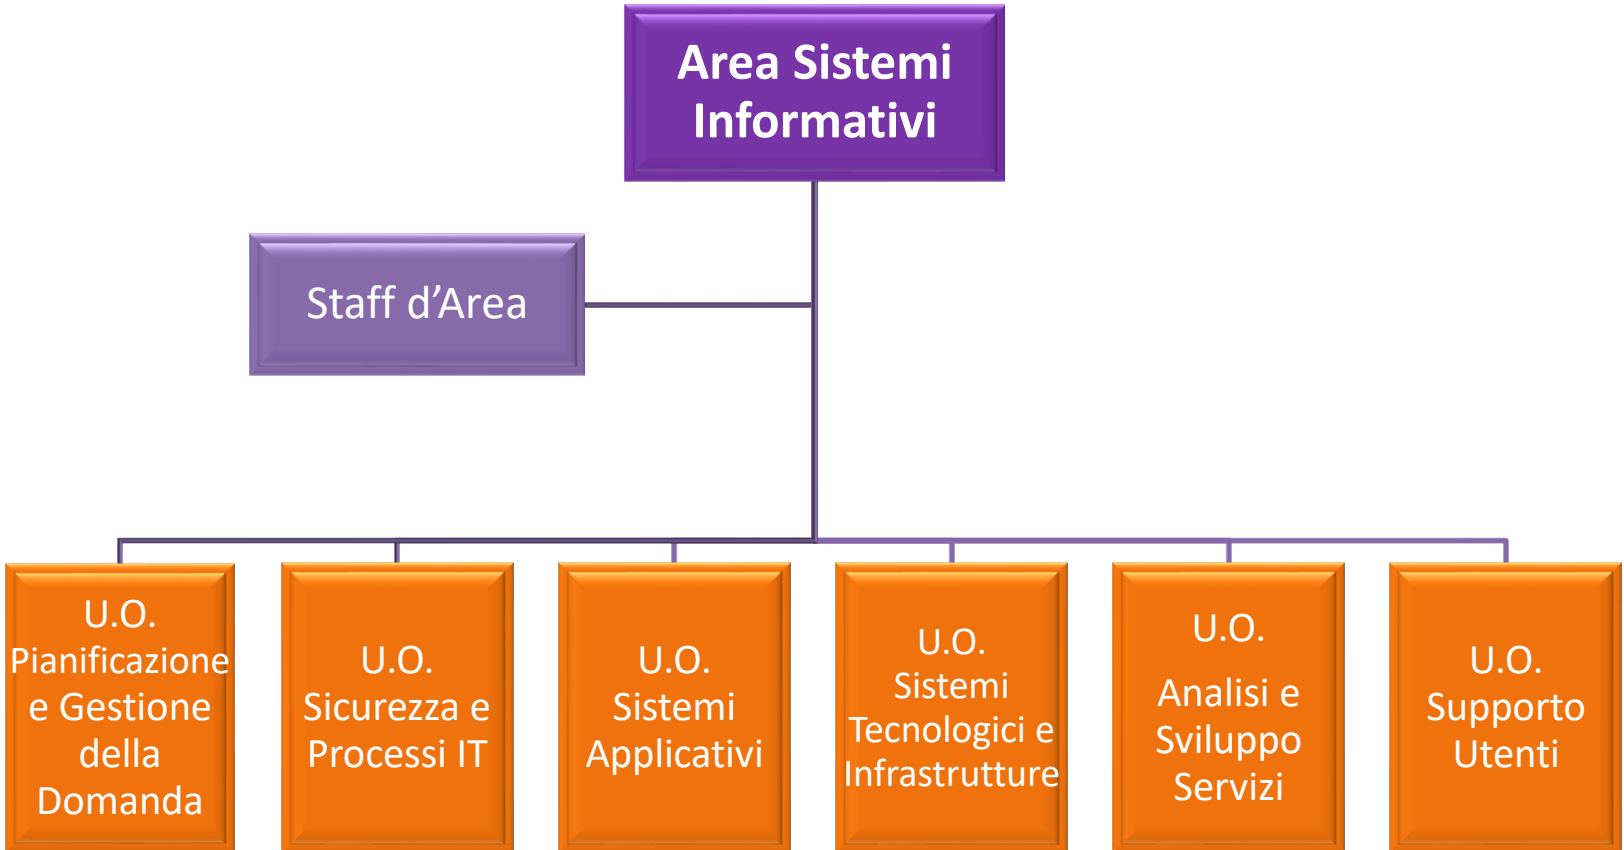 Area Sistemi
Informativi
Staff d’Area
U.O.
Pianificazione
e Gestione
della
Domanda
U.O.
Sicurezza e
Processi IT
U.O.
Sistemi
Applicativi
U.O.
Sistemi
Tecnologici e
Infrastrutture
U.O.
Analisi e
Sviluppo
Servizi
U.O.
Supporto
Utenti